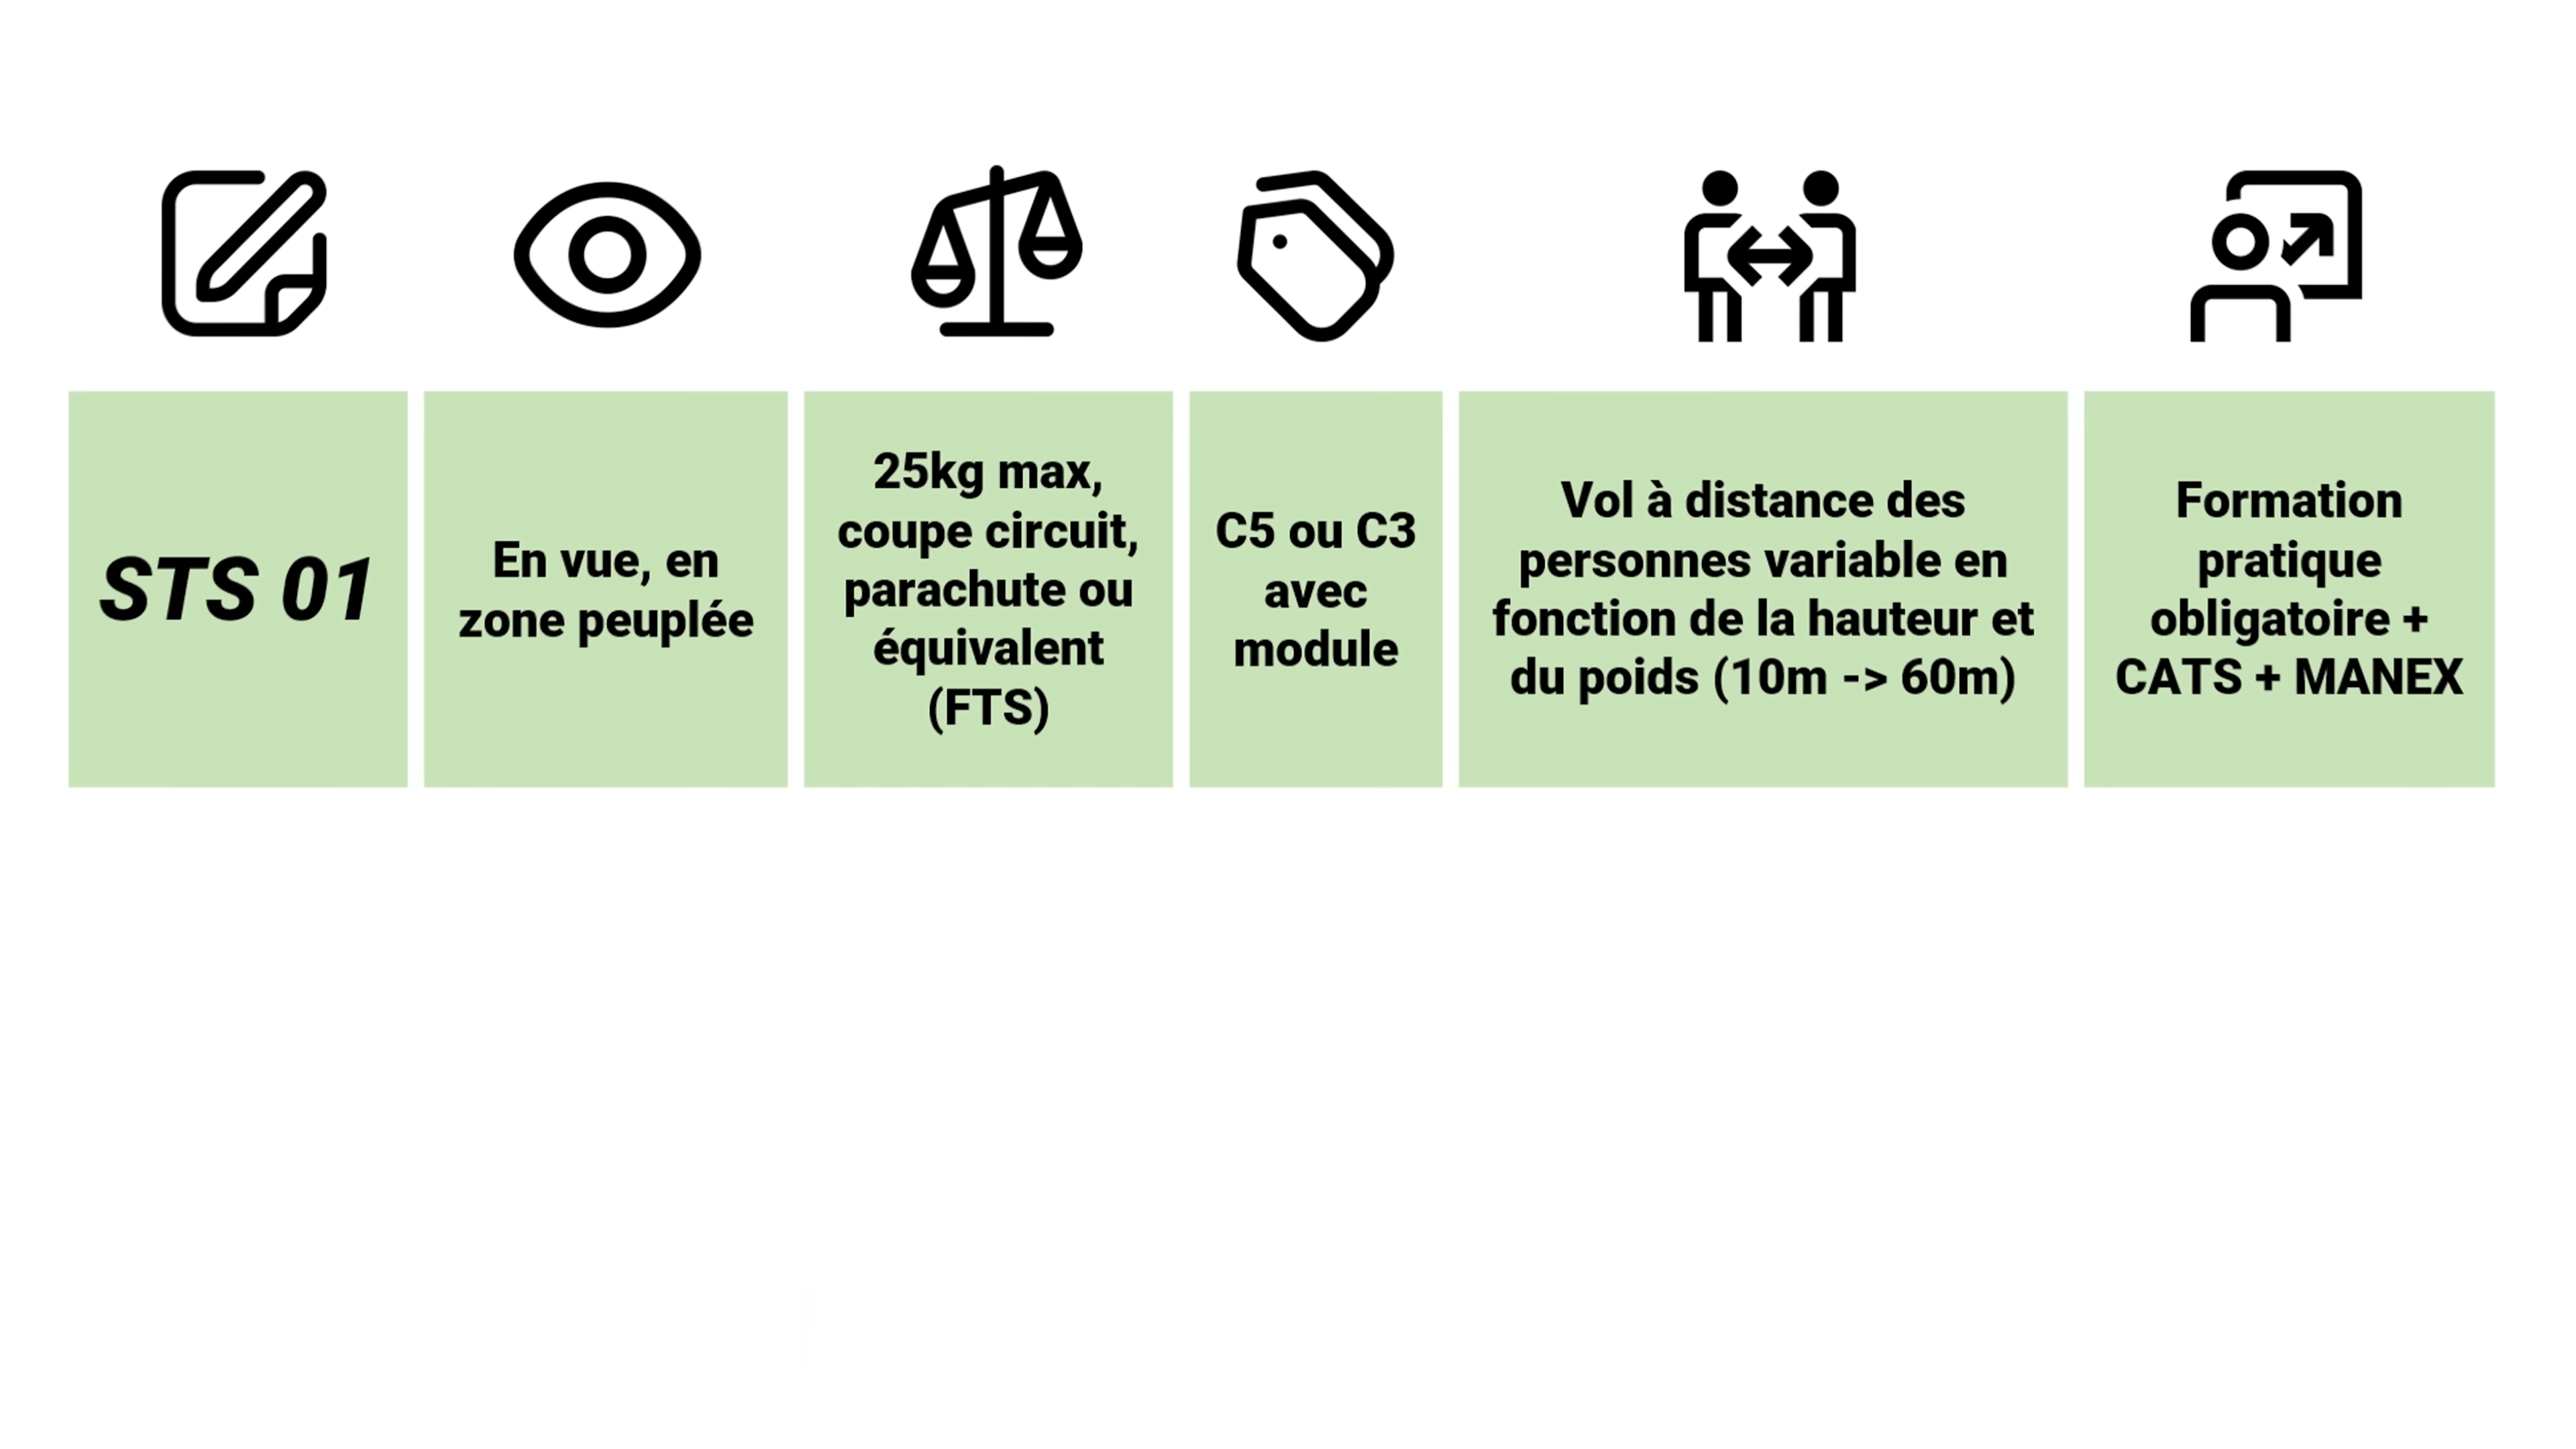 STS 01
En vue, en
zone peuplée
25kg max,
coupe circuit,
parachute ou
équivalent
(FTS)
C5 ou C3
avec
module
Vol à distance des
personnes variable en
fonction de la hauteur et
du poids (10m -> 60m)
Formation
pratique
obligatoire +
CATS + MANEX